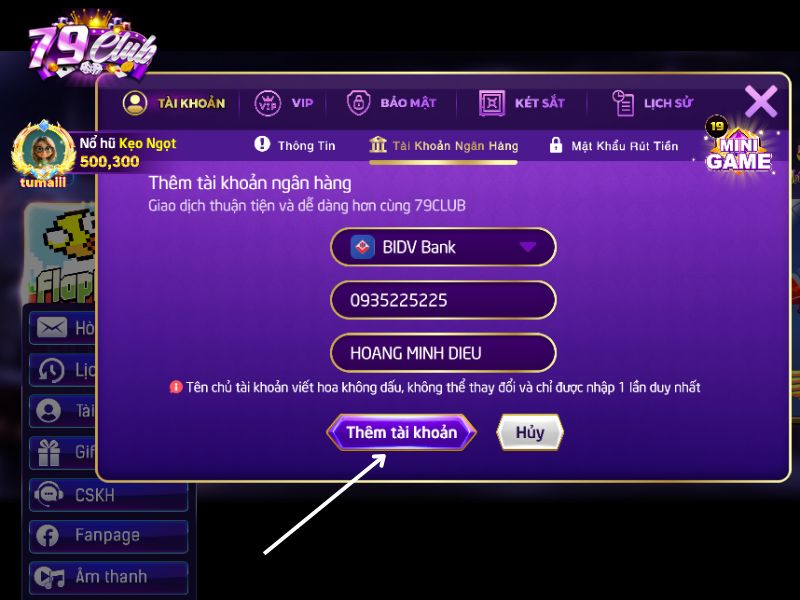 79Club
TÀI KHOẢN
VIP
VIP
BẢO MẬT
KÉT SẮT
LỊCH SỬ
Nổ hũ Kẹo Ngọt
500,300
tumaiii
Thông Tin
Tài Khoản Ngân Hàng
Mật Khẩu Rút Tiền
19
MINI
GAME
Thêm tài khoản ngân hàng
Giao dịch thuận tiện và dễ dàng hơn cùng 79CLUB
BIDV Bank
0935225225
HOANG MINH DIEU
Tên chủ tài khoản viết hoa không dấu, không thể thay đổi và chỉ được nhập 1 lần duy nhất
Thêm tài khoản
Hủy
Flap
Hò
Lịc
Tài
Gif
CSKH
Fanpage
Âm thanh